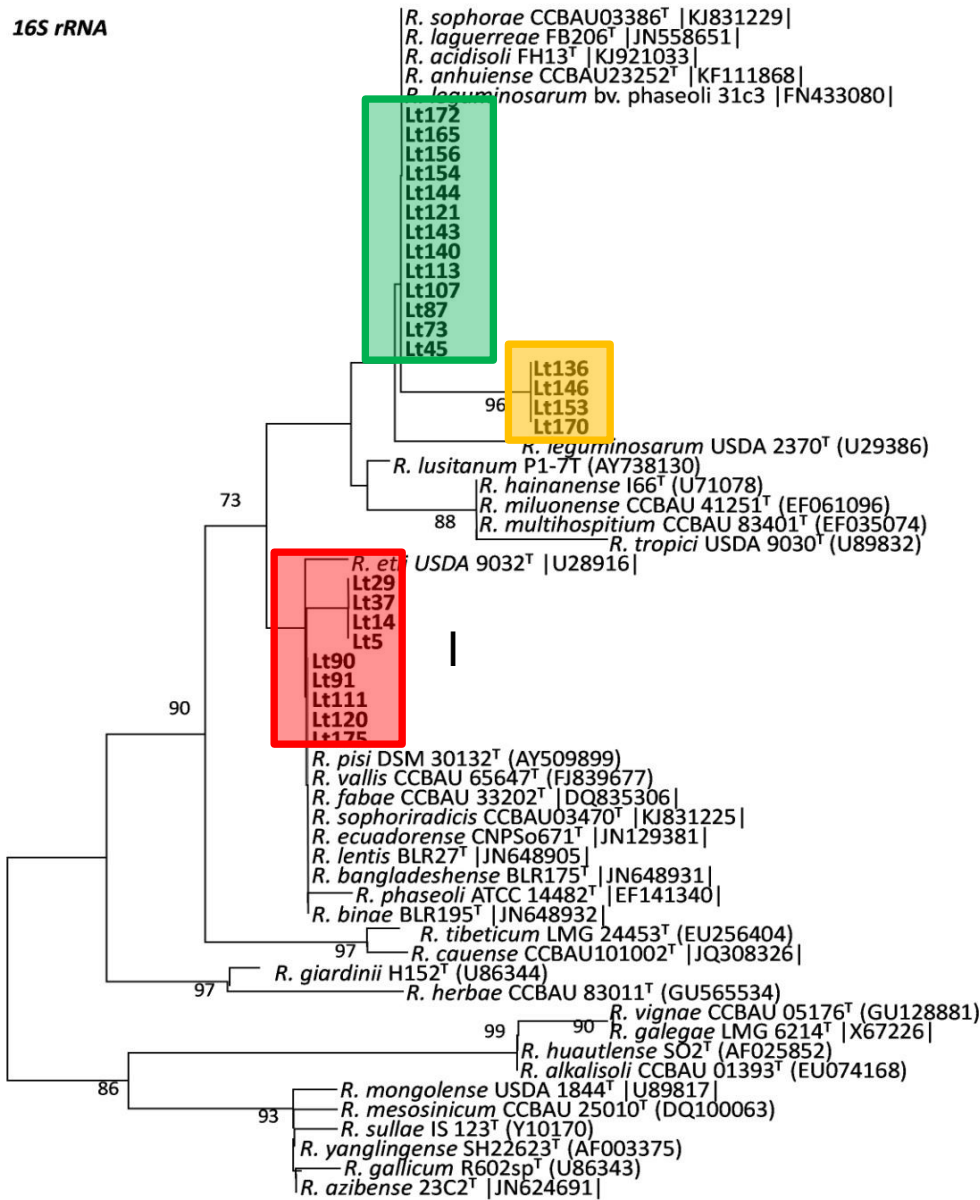 16S rRNA
R. sophorae CCBAU03386ᵀ |KJ831229|
R. laguerreae FB206ᵀ |JN558651|
R. acidisoli FH13ᵀ |KJ921033|
R. anhuiense CCBAU23252ᵀ |KF111868|
R. leguminosarum bv. phaseoli 31c3 |FN433080|
Lt172
Lt165
Lt156
Lt154
Lt144
Lt121
Lt143
Lt140
Lt113
Lt107
Lt87
Lt73
Lt45
Lt136
Lt146
96 Lt153
Lt170
R. leguminosarum USDA 2370ᵀ (U29386)
R. lusitanum P1-7T (AY738130)
R. hainanense I66ᵀ (U71078)
73 R. miluonense CCBAU 41251ᵀ (EF061096)
88 R. multihospitium CCBAU 83401ᵀ (EF035074)
R. tropici USDA 9030ᵀ (U89832)
R. etli USDA 9032ᵀ |U28916|
Lt29
Lt37
Lt14
Lt5
I
Lt90
Lt91
Lt111
90 Lt120
Lt175
R. pisi DSM 30132ᵀ (AY509899)
R. vallis CCBAU 65647ᵀ (FJ839677)
R. fabae CCBAU 33202ᵀ |DQ835306|
R. sophoriradicis CCBAU03470ᵀ |KJ831225|
R. ecuadorense CNPSo671ᵀ |JN129381|
R. lentis BLR27ᵀ |JN648905|
R. bangladeshense BLR175ᵀ |JN648931|
R. phaseoli ATCC 14482ᵀ |EF141340|
R. binae BLR195ᵀ |JN648932|
R. tibeticum LMG 24453ᵀ (EU256404)
97 R. cauense CCBAU101002ᵀ |JQ308326|
R. giardinii H152ᵀ (U86344)
97 R. herbae CCBAU 83011ᵀ (GU565534)
R. vignae CCBAU 05176ᵀ (GU128881)
99 90 R. galegae LMG 6214ᵀ |X67226|
R. huautlense SO2ᵀ (AF025852)
R. alkalisoli CCBAU 01393ᵀ (EU074168)
86 R. mongolense USDA 1844ᵀ |U89817|
R. mesosinicum CCBAU 25010ᵀ (DQ100063)
93 R. sullae IS 123ᵀ (Y10170)
R. yanglingense SH22623ᵀ (AF003375)
R. gallicum R602spᵀ (U86343)
R. azibense 23C2ᵀ |JN624691|